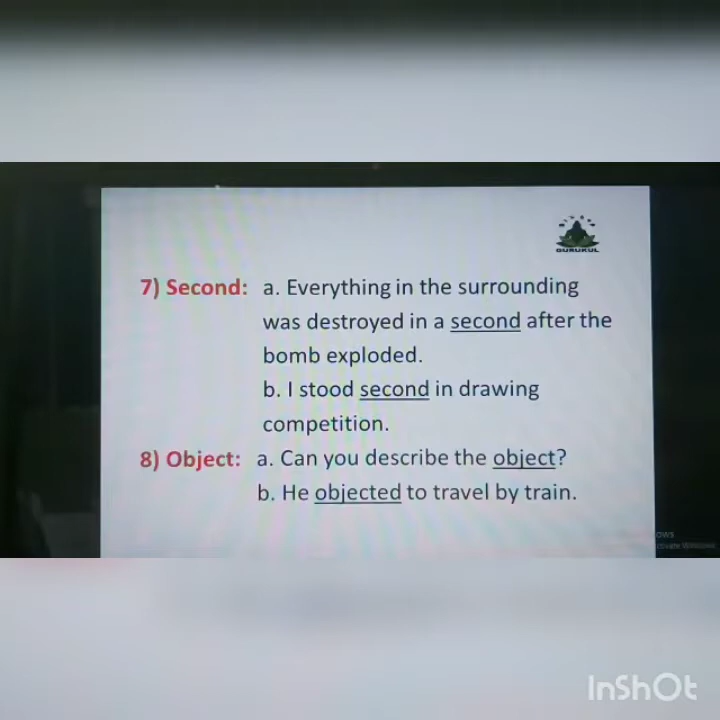 GURUKUL
7) Second: a. Everything in the surrounding
was destroyed in a second after the
bomb exploded.
b. I stood second in drawing
competition.
8) Object: a. Can you describe the object?
b. He objected to travel by train.
InShOt